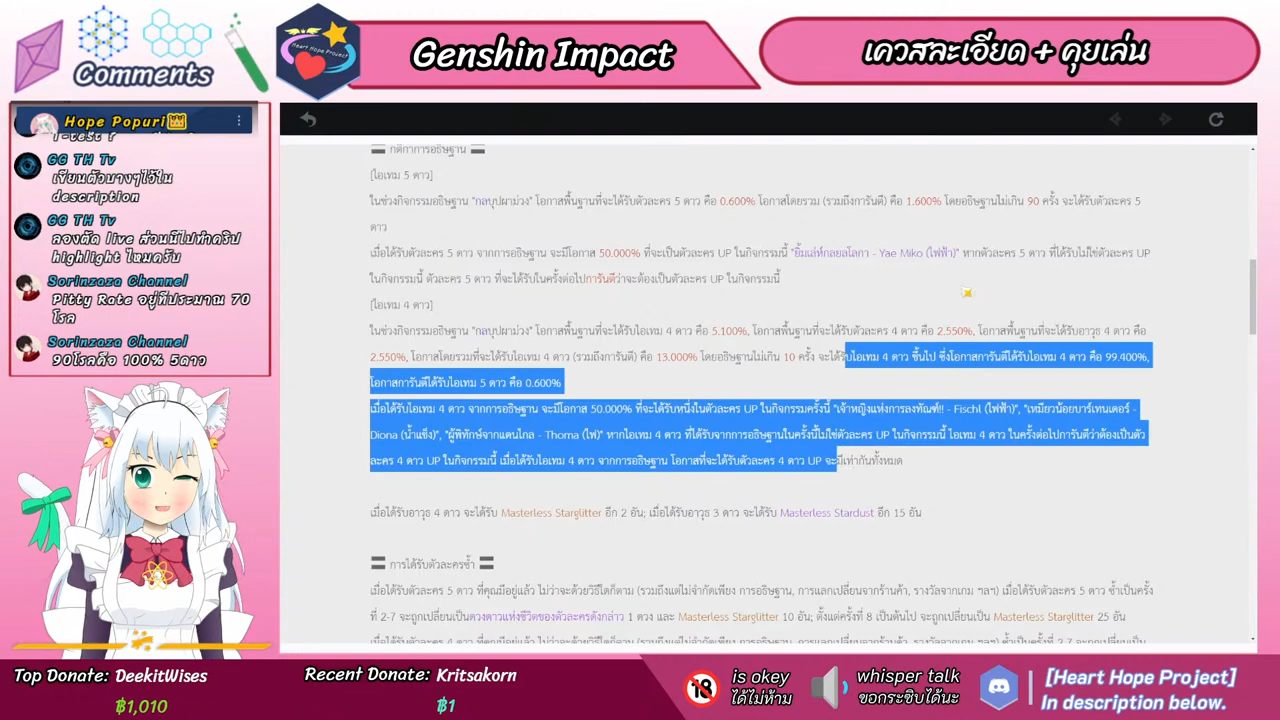 Comments
Heart Hope Project
Genshin Impact
เควสละเอียด + คุยเล่น
Hope Popuri
T-test ?
GG TH Tv
เขียนตัวบางๆไว้ใน
description
GG TH Tv
ลองตัด live ส่วนนี้ไปทำคริป
highlight ไหมครับ
Sorinzoza Channel
Pitty Rate อยู่ที่ประมาณ 70
โรล
Sorinzoza Channel
90โรลคือ 100% 5ดาว
กติกาการอธิษฐาน
[ไอเทม 5 ดาว]
ในช่วงกิจกรรมอธิษฐาน "กลบุปผาม่วง" โอกาสพื้นฐานที่จะได้รับตัวละคร 5 ดาว คือ 0.600% โอกาสโดยรวม (รวมถึงการันตี) คือ 1.600% โดยอธิษฐานไม่เกิน 90 ครั้ง จะได้รับตัวละคร 5
ดาว
เมื่อได้รับตัวละคร 5 ดาว จากการอธิษฐาน จะมีโอกาส 50.000% ที่จะเป็นตัวละคร UP ในกิจกรรมนี้ "ยิ้มเล่ห์กลยลโลกา - Yae Miko (ไฟฟ้า)" หากตัวละคร 5 ดาว ที่ได้รับไม่ใช่ตัวละคร UP
ในกิจกรรมนี้ ตัวละคร 5 ดาว ที่จะได้รับในครั้งต่อไปการันตีว่าจะต้องเป็นตัวละคร UP ในกิจกรรมนี้
[ไอเทม 4 ดาว]
ในช่วงกิจกรรมอธิษฐาน "กลบุปผาม่วง" โอกาสพื้นฐานที่จะได้รับไอเทม 4 ดาว คือ 5.100%, โอกาสพื้นฐานที่จะได้รับตัวละคร 4 ดาว คือ 2.550%, โอกาสพื้นฐานที่จะได้รับอาวุธ 4 ดาว คือ
2.550%, โอกาสโดยรวมที่จะได้รับไอเทม 4 ดาว (รวมถึงการันตี) คือ 13.000% โดยอธิษฐานไม่เกิน 10 ครั้ง จะได้รับไอเทม 4 ดาว ขึ้นไป ซึ่งโอกาสการันตีได้รับไอเทม 4 ดาว คือ 99.400%,
โอกาสการันตีได้รับไอเทม 5 ดาว คือ 0.600%
เมื่อได้รับไอเทม 4 ดาว จากการอธิษฐาน จะมีโอกาส 50.000% ที่จะได้รับหนึ่งในตัวละคร UP ในกิจกรรมครั้งนี้ "เจ้าหญิงแห่งการลงทัณฑ์!! - Fischl (ไฟฟ้า)", "เหมียวน้อยบาร์เทนเดอร์ -
Diona (น้ำแข็ง)", "ผู้พิทักษ์จากแดนไกล - Thoma (ไฟ)" หากไอเทม 4 ดาว ที่ได้รับจากการอธิษฐานในครั้งนี้ไม่ใช่ตัวละคร UP ในกิจกรรมนี้ ไอเทม 4 ดาว ในครั้งต่อไปการันตีว่าต้องเป็นตัว
ละคร 4 ดาว UP ในกิจกรรมนี้ เมื่อได้รับไอเทม 4 ดาว จากการอธิษฐาน โอกาสที่จะได้รับตัวละคร 4 ดาว UP จะมีเท่ากันทั้งหมด
เมื่อได้รับอาวุธ 4 ดาว จะได้รับ Masterless Starglitter อีก 2 อัน; เมื่อได้รับอาวุธ 3 ดาว จะได้รับ Masterless Stardust อีก 15 อัน
การได้รับตัวละครซ้ำ
เมื่อได้รับตัวละคร 5 ดาว ที่คุณมีอยู่แล้ว ไม่ว่าจะด้วยวิธีใดก็ตาม (รวมถึงแต่ไม่จำกัดเพียง การอธิษฐาน, การแลกเปลี่ยนจากร้านค้า, รางวัลจากเกม ฯลฯ) เมื่อได้รับตัวละคร 5 ดาว ซ้ำเป็นครั้ง
ที่ 2-7 จะถูกเปลี่ยนเป็นดวงดาวแห่งชีวิตของตัวละครดังกล่าว 1 ดวง และ Masterless Starglitter 10 อัน; ตั้งแต่ครั้งที่ 8 เป็นต้นไป จะถูกเปลี่ยนเป็น Masterless Starglitter 25 อัน
Top Donate: DeekitWises
฿1,010
Recent Donate: Kritsakorn
฿1
18
is okey
ได้ไม่ห้าม
whisper talk
ขอกระซิบได้นะ
[Heart Hope Project]
In description below.